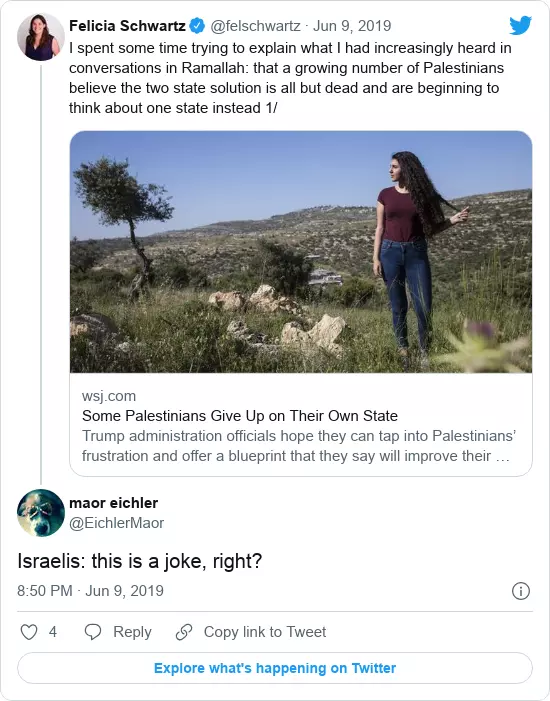 Felicia Schwartz @felschwartz · Jun 9, 2019
I spent some time trying to explain what I had increasingly heard in
conversations in Ramallah: that a growing number of Palestinians
believe the two state solution is all but dead and are beginning to
think about one state instead 1/
wsj.com
Some Palestinians Give Up on Their Own State
Trump administration officials hope they can tap into Palestinians'
frustration and offer a blueprint that they say will improve their …
maor eichler
@EichlerMaor
Israelis: this is a joke, right?
8:50 PM · Jun 9, 2019
4 Reply Copy link to Tweet
Explore what's happening on Twitter